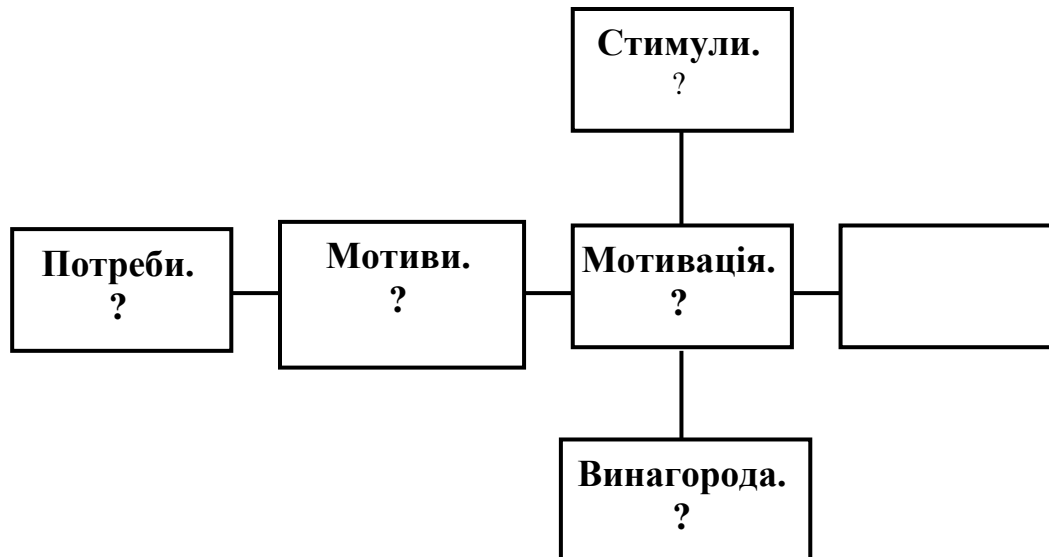 Стимули.
?
Потреби.
?
Мотиви.
?
Мотивація.
?
Винагорода.
?